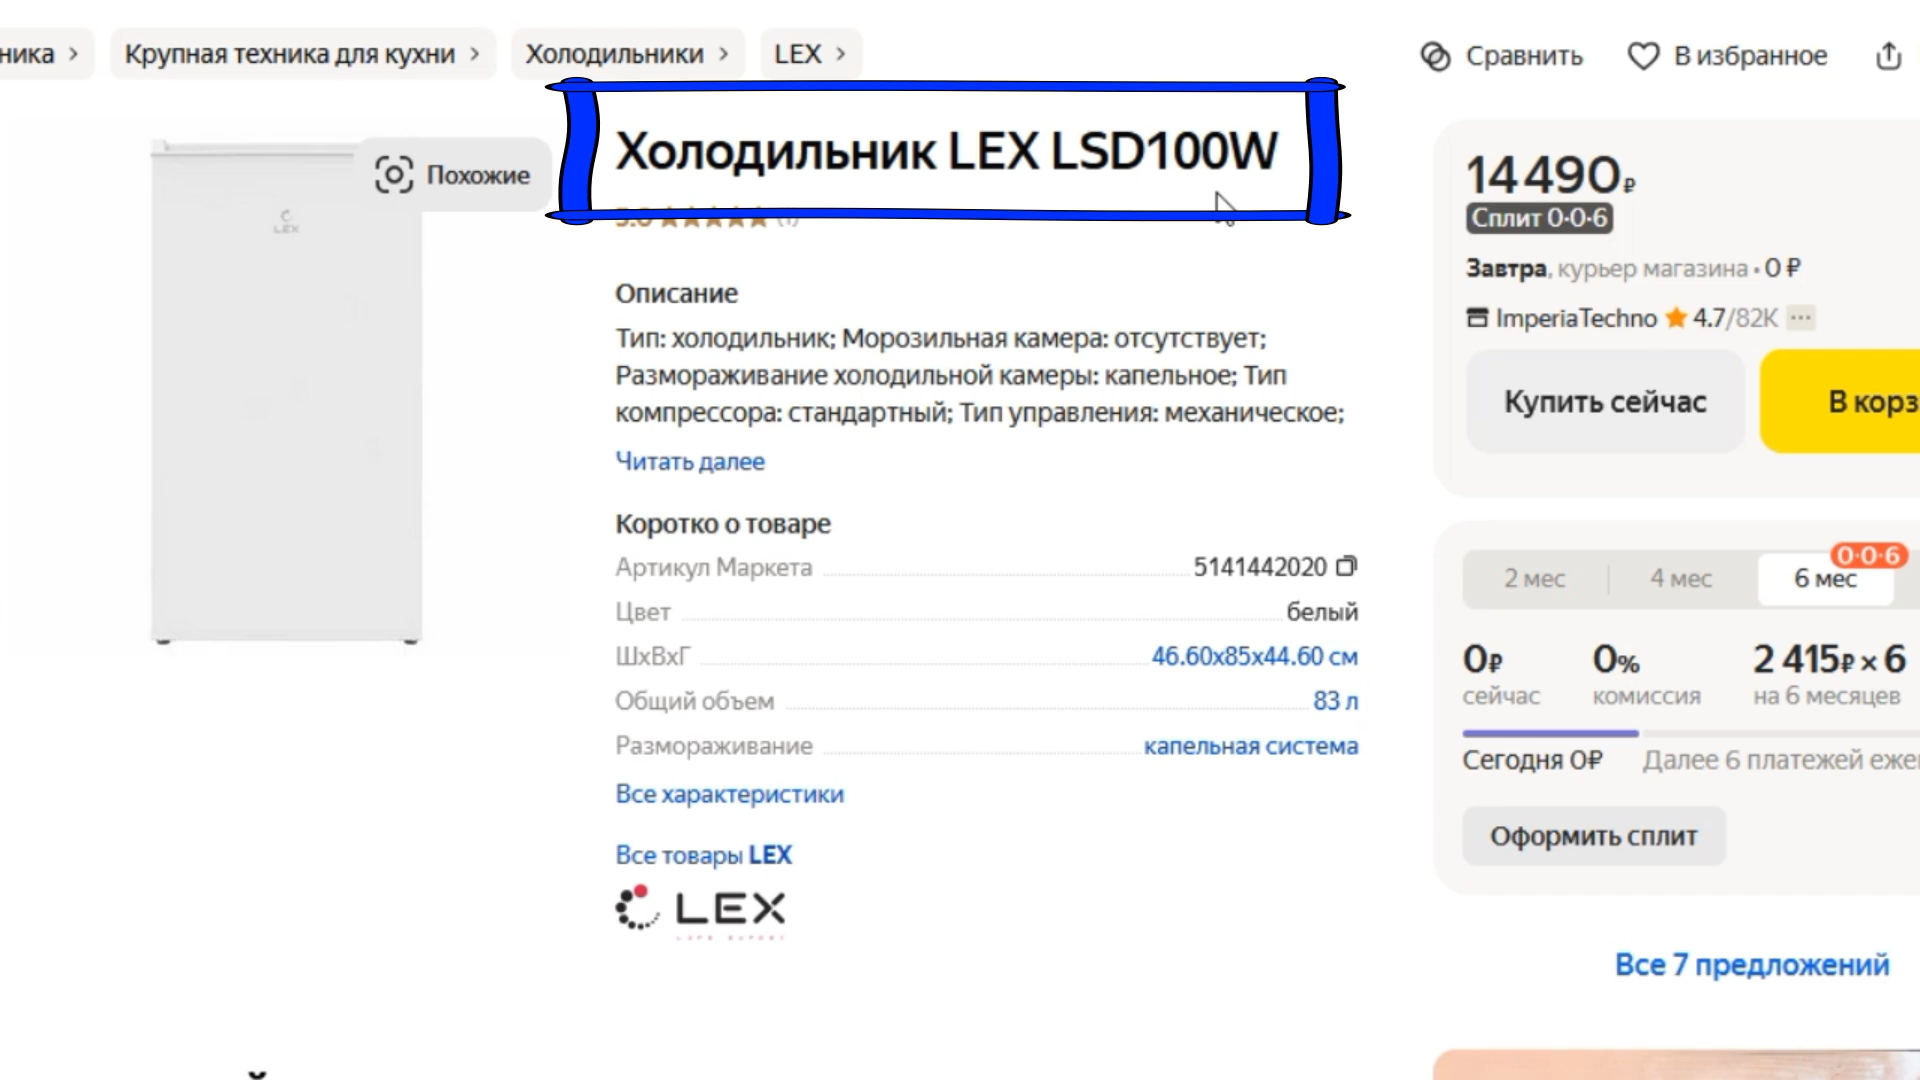 ника
Крупная техника для кухни
Холодильники
LEX
Сравнить
В избранное
Похожие
LEX
Холодильник LEX LSD100W
5.0 (1)
Описание
Тип: холодильник; Морозильная камера: отсутствует;
Размораживание холодильной камеры: капельное; Тип
компрессора: стандартный; Тип управления: механическое;
Читать далее
Коротко о товаре
Артикул Маркета 5141442020
Цвет белый
ШхВхГ 46.60х85х44.60 см
Общий объем 83 л
Размораживание капельная система
Все характеристики
Все товары LEX
LEX
14 490 ₽
Сплит 0·0·6
Завтра, курьер магазина • 0 ₽
ImperiaTechno 4.7/82K ···
Купить сейчас
В корз
0·0·6
2 мес
4 мес
6 мес
0₽ 0% 2 415₽ × 6
сейчас комиссия на 6 месяцев
Сегодня 0₽ Далее 6 платежей еже
Оформить сплит
Все 7 предложений